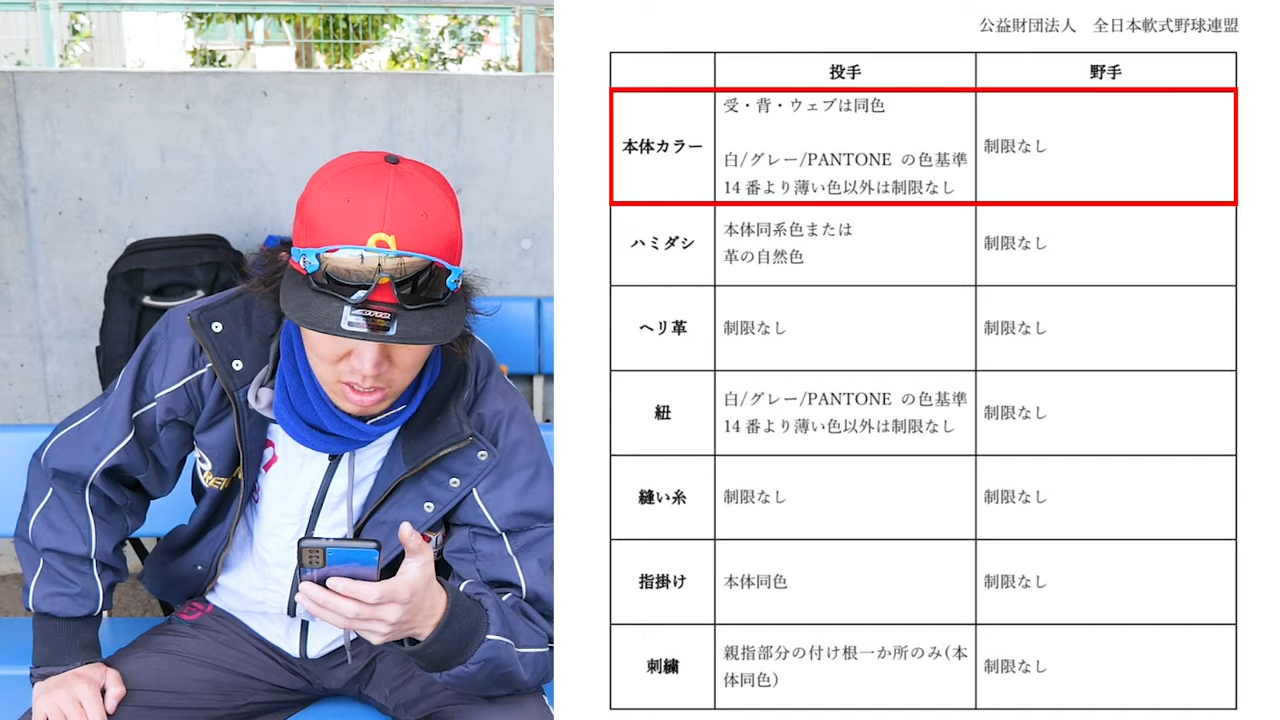 公益財団法人　全日本軟式野球連盟
投手
野手
本体カラー
受・背・ウェブは同色
白/グレー/PANTONE の色基準
14番より薄い色以外は制限なし
制限なし
ハミダシ
本体同系色または
革の自然色
制限なし
ヘリ革
制限なし
制限なし
紐
白/グレー/PANTONE の色基準
14番より薄い色以外は制限なし
制限なし
縫い糸
制限なし
制限なし
指掛け
本体同色
制限なし
刺繍
親指部分の付け根一か所のみ(本
体同色)
制限なし